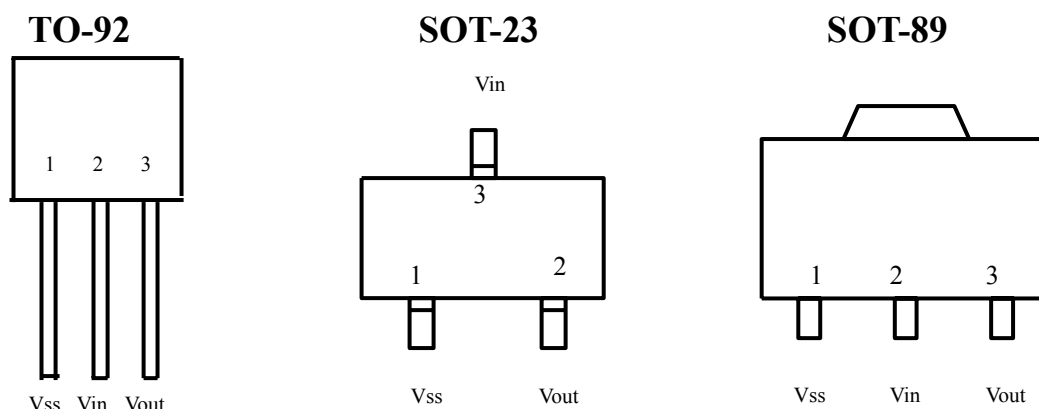 TO-92 SOT-23 SOT-89
Vin
1 2 3
3
1 2
1 2 3
Vss Vin Vout
Vss Vout
Vss Vin Vout